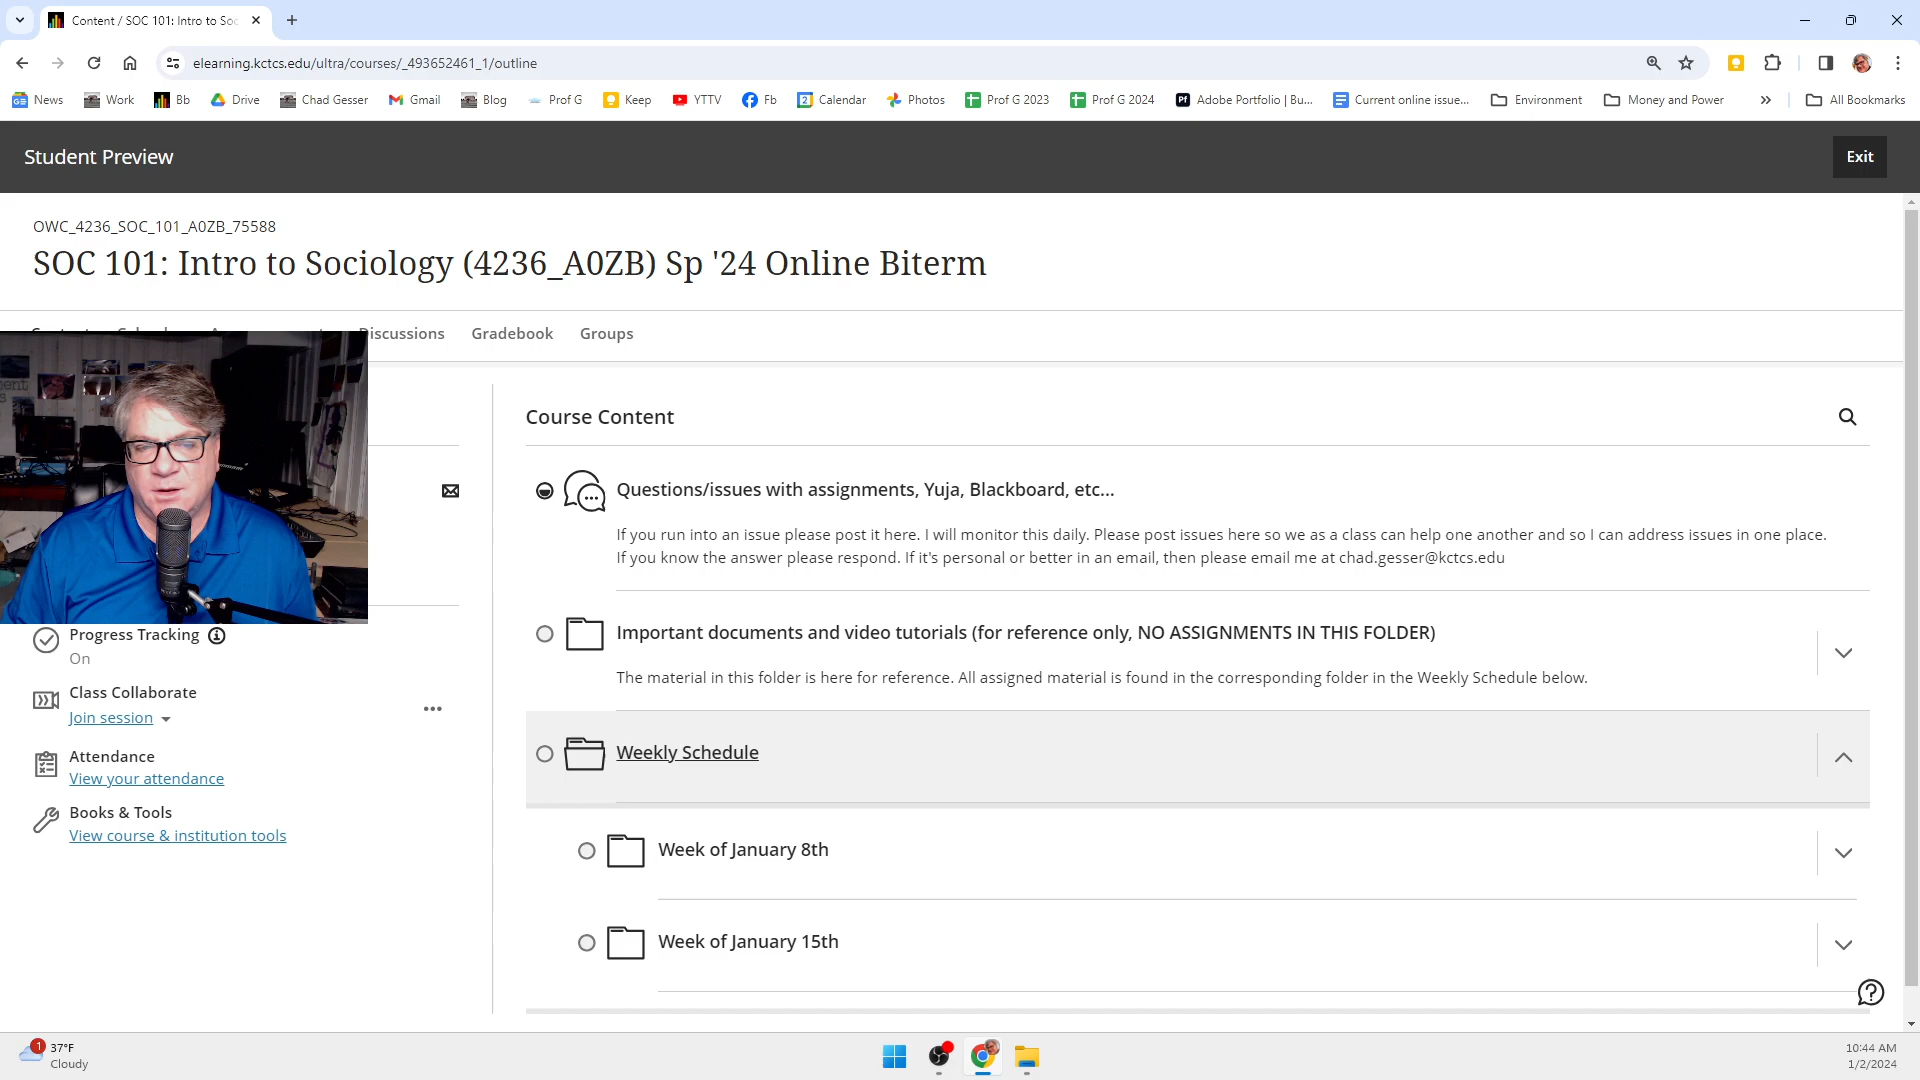 Content / SOC 101: Intro to Soc
elearning.kctcs.edu/ultra/courses/_493652461_1/outline
News Work Bb Drive Chad Gesser Gmail Blog Prof G Keep YTTV Fb Calendar Photos Prof G 2023 Prof G 2024 Adobe Portfolio | Bu... Current online issue... Environment Money and Power » All Bookmarks
Student Preview
Exit
OWC_4236_SOC_101_A0ZB_75588
SOC 101: Intro to Sociology (4236_A0ZB) Sp '24 Online Biterm
iscussions Gradebook Groups
Course Content
Questions/issues with assignments, Yuja, Blackboard, etc...
If you run into an issue please post it here. I will monitor this daily. Please post issues here so we as a class can help one another and so I can address issues in one place.
If you know the answer please respond. If it's personal or better in an email, then please email me at chad.gesser@kctcs.edu
Important documents and video tutorials (for reference only, NO ASSIGNMENTS IN THIS FOLDER)
The material in this folder is here for reference. All assigned material is found in the corresponding folder in the Weekly Schedule below.
Weekly Schedule
Week of January 8th
Week of January 15th
Progress Tracking
On
Class Collaborate
Join session
Attendance
View your attendance
Books & Tools
View course & institution tools
1
37°F
Cloudy
10:44 AM
1/2/2024